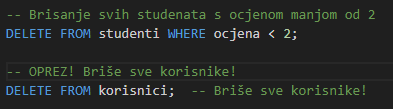 -- Brisanje svih studenata s ocjenom manjom od 2
DELETE FROM studenti WHERE ocjena < 2;
-- OPREZ! Briše sve korisnike!
DELETE FROM korisnici;  -- Briše sve korisnike!